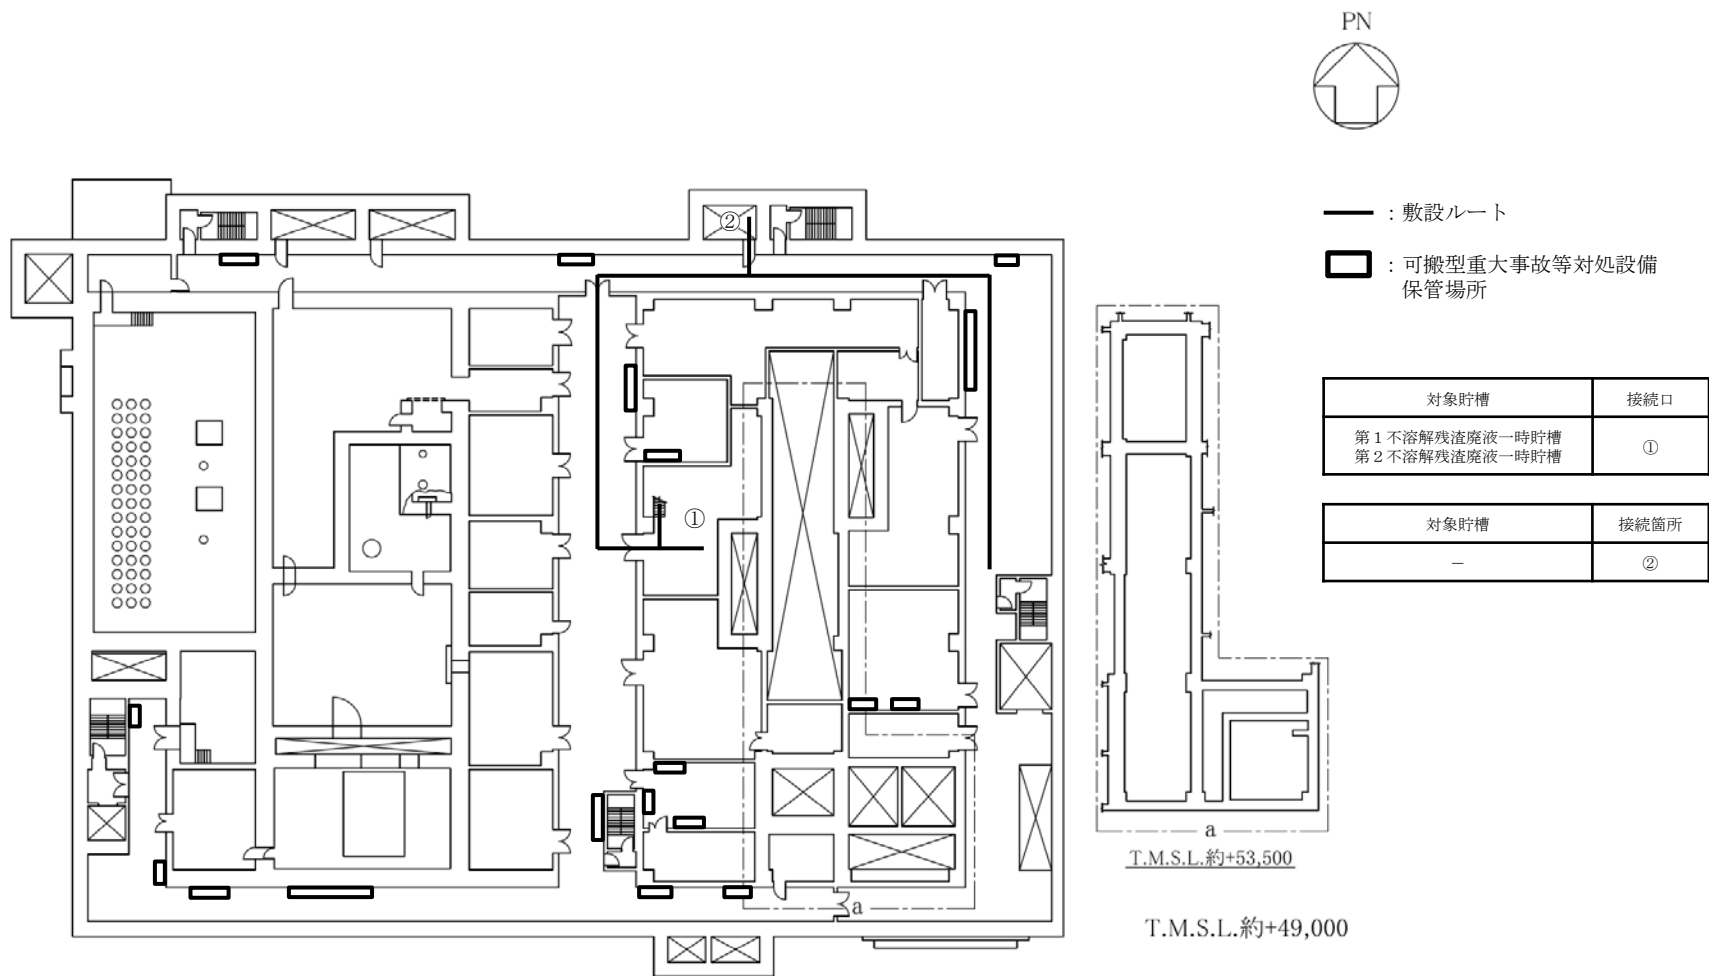 PN
：敷設ルート
：可搬型重大事故等対処設備
保管場所
対象貯槽 接続口
第１不溶解残渣廃液一時貯槽
第２不溶解残渣廃液一時貯槽
①
対象貯槽 接続箇所
－ ②
②
①
a
a
T.M.S.L.約+53,500
T.M.S.L.約+49,000